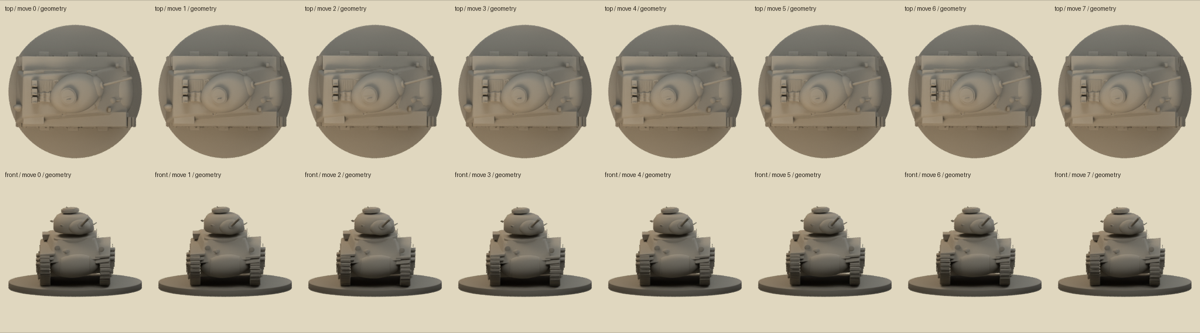 top / move 0 / geometry
top / move 1 / geometry
top / move 2 / geometry
top / move 3 / geometry
top / move 4 / geometry
top / move 5 / geometry
top / move 6 / geometry
top / move 7 / geometry
front / move 0 / geometry
front / move 1 / geometry
front / move 2 / geometry
front / move 3 / geometry
front / move 4 / geometry
front / move 5 / geometry
front / move 6 / geometry
front / move 7 / geometry